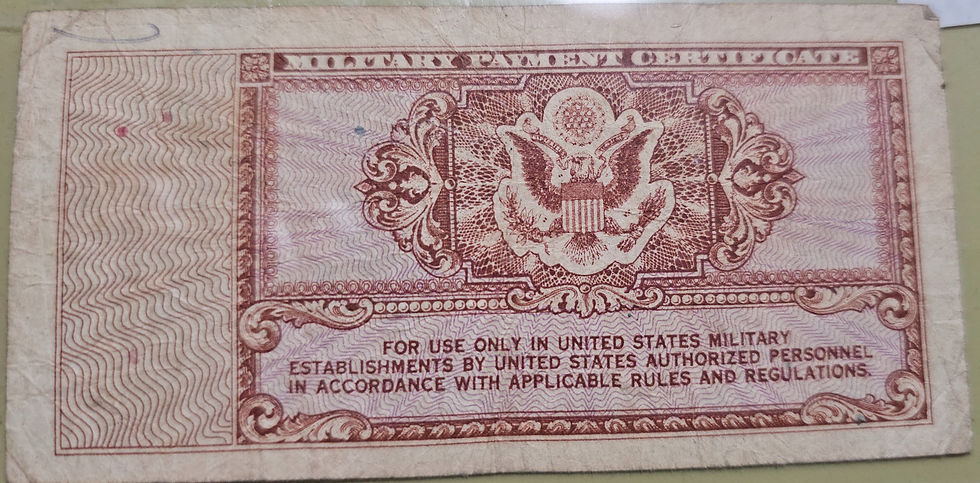 MILITARY PAYMENT CERTIFICATE
FOR USE ONLY IN UNITED STATES MILITARY
ESTABLISHMENTS BY UNITED STATES AUTHORIZED PERSONNEL
IN ACCORDANCE WITH APPLICABLE RULES AND REGULATIONS.